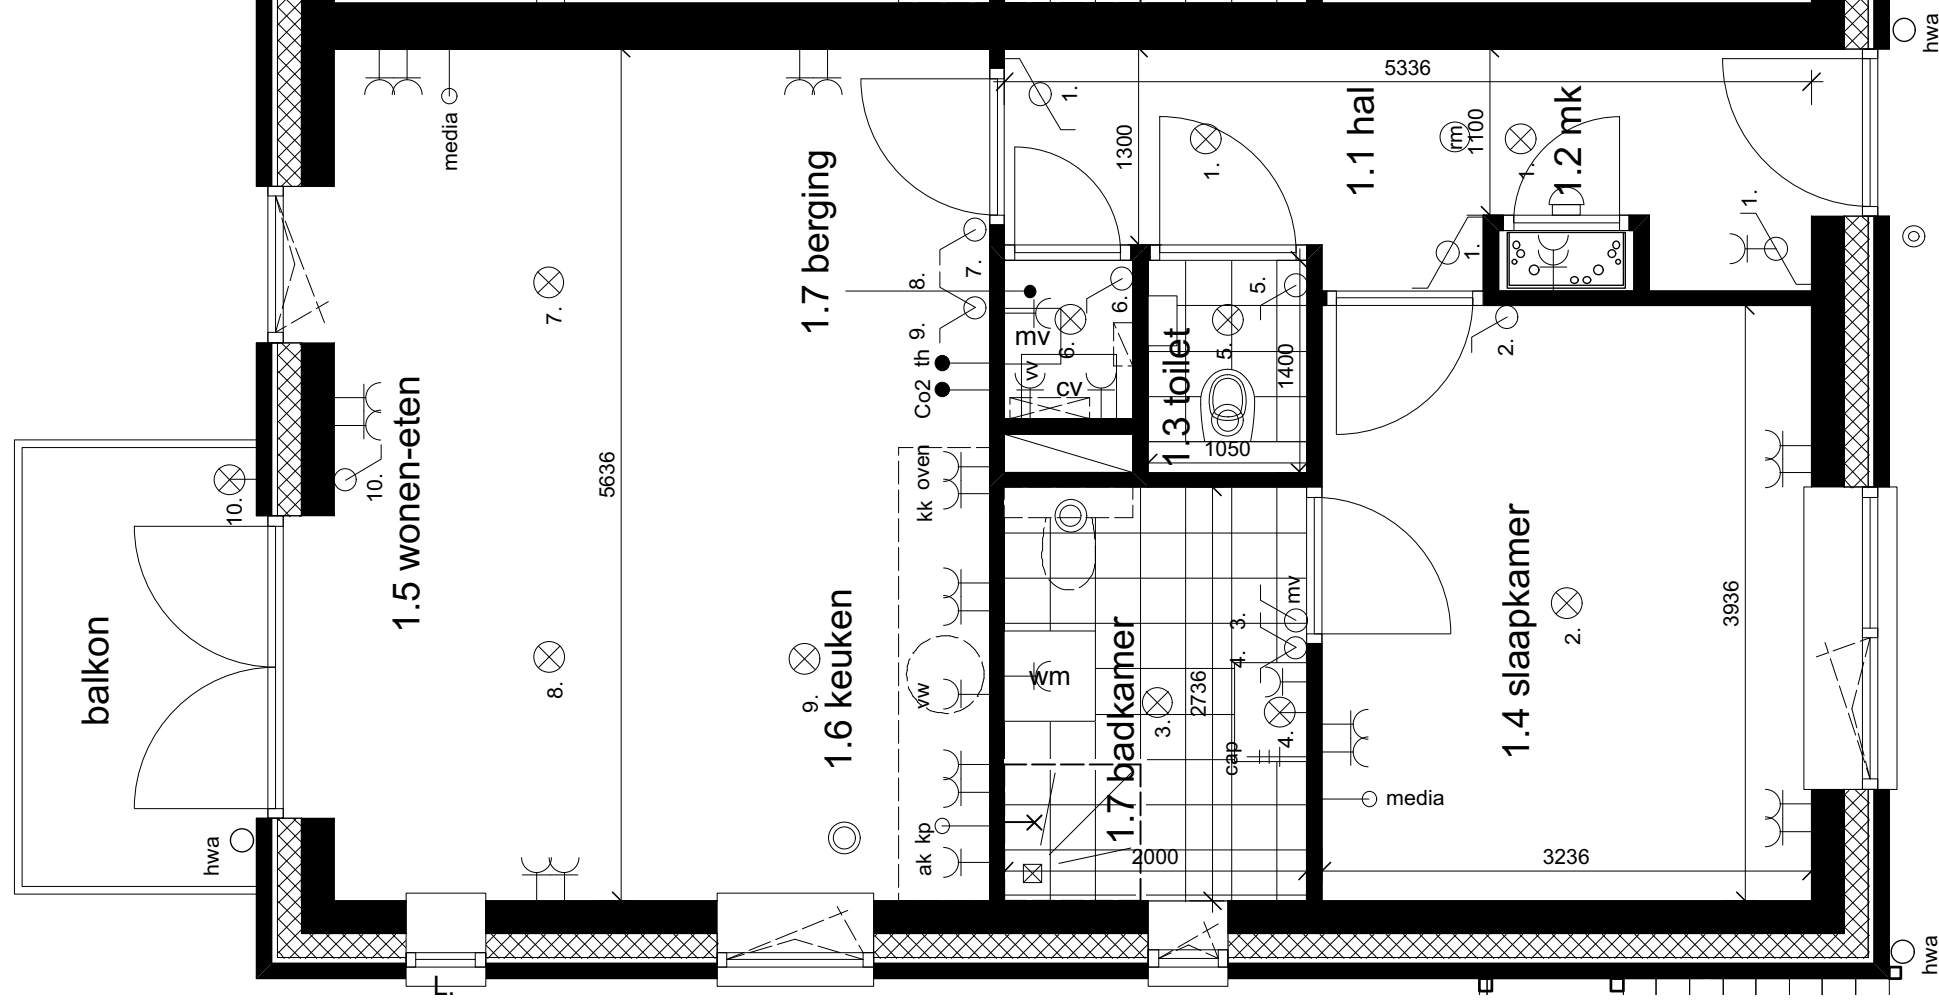 hwa
5336
1.
media
1300
1.
1.1 hal
rm
1100
1.
1.2 mk
1.7 berging
7.
8.
7.
9.
th
Co2
mv
6.
6.
vv
cv
5.
5.
1.3 toilet
1400
1050
1.
1.
2.
10.
10.
1.5 wonen-eten
5636
kk oven
balkon
8.
9.
1.6 keuken
vw
ak kp
wm
3.
1.7 badkamer
2736
mv
3.
4.
4.
cap
2000
1.4 slaapkamer
2.
3936
media
3236
hwa
hwa
L.